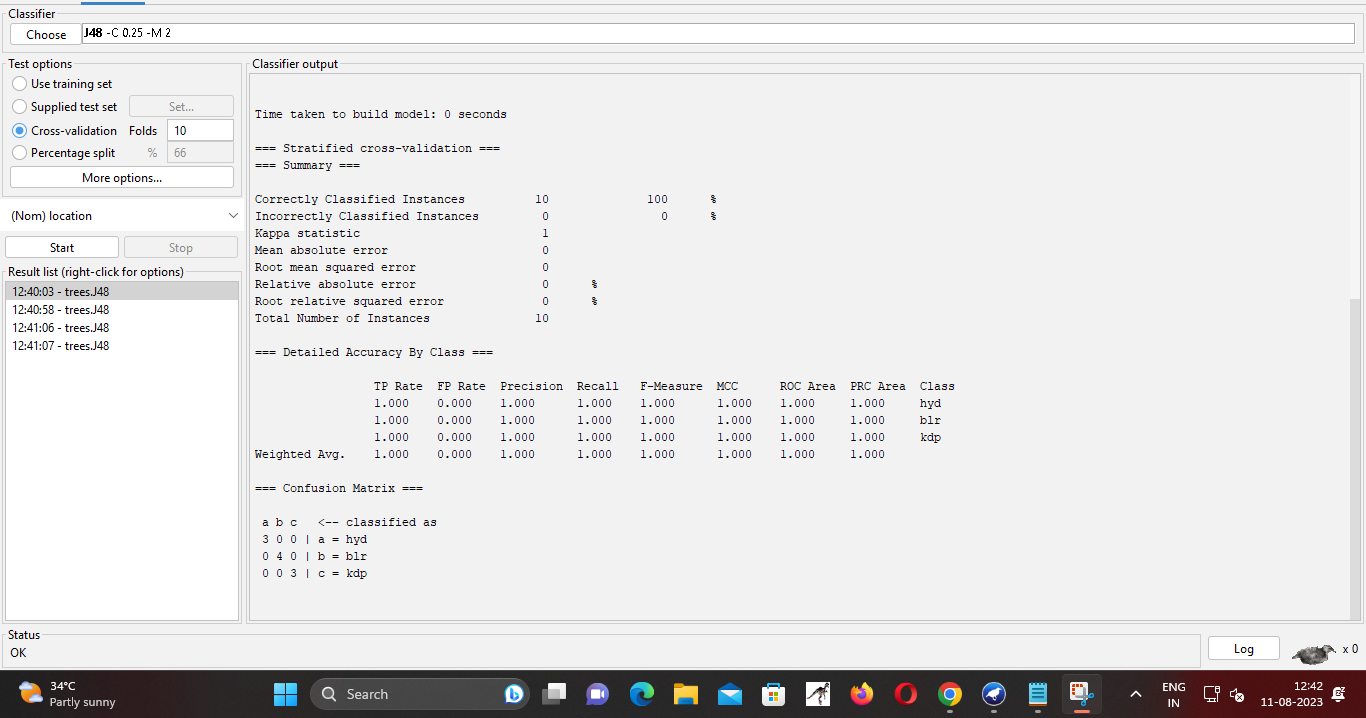 Classifier
Choose J48 -C 0.25 -M 2
Test options
Use training set
Supplied test set Set...
Cross-validation Folds 10
Percentage split % 66
More options...
(Nom) location
Start Stop
Result list (right-click for options)
12:40:03 - trees.J48
12:40:58 - trees.J48
12:41:06 - trees.J48
12:41:07 - trees.J48
Classifier output
Time taken to build model: 0 seconds
=== Stratified cross-validation ===
=== Summary ===
Correctly Classified Instances 10 100 %
Incorrectly Classified Instances 0 0 %
Kappa statistic 1
Mean absolute error 0
Root mean squared error 0
Relative absolute error 0 %
Root relative squared error 0 %
Total Number of Instances 10
=== Detailed Accuracy By Class ===
TP Rate FP Rate Precision Recall F-Measure MCC ROC Area PRC Area Class
1.000 0.000 1.000 1.000 1.000 1.000 1.000 1.000 hyd
1.000 0.000 1.000 1.000 1.000 1.000 1.000 1.000 blr
1.000 0.000 1.000 1.000 1.000 1.000 1.000 1.000 kdp
Weighted Avg. 1.000 0.000 1.000 1.000 1.000 1.000 1.000 1.000
=== Confusion Matrix ===
a b c <-- classified as
3 0 0 | a = hyd
0 4 0 | b = blr
0 0 3 | c = kdp
Status
OK
Log x 0
34°C
Partly sunny
Search
ENG
IN
12:42
11-08-2023